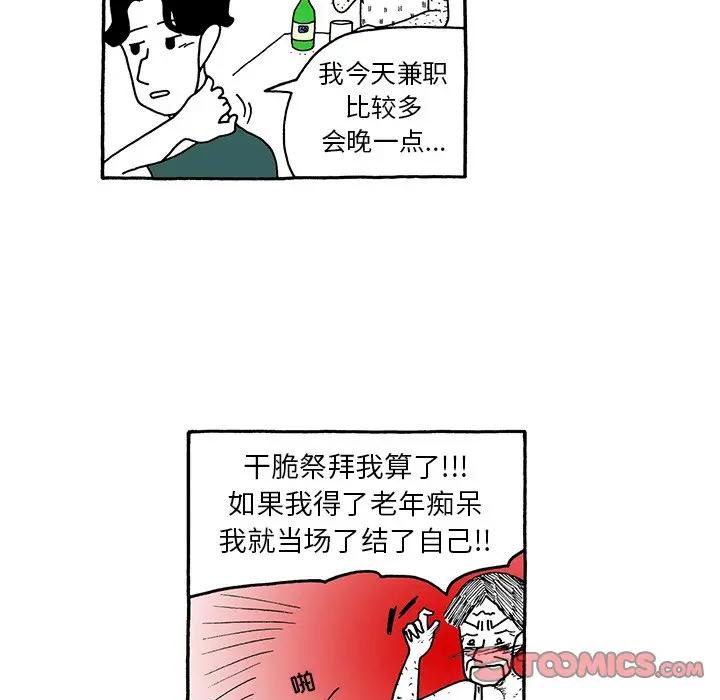 我今天兼职
比较多
会晚一点...
干脆祭拜我算了!!!
如果我得了老年痴呆
我就当场了结了自己!!
啪
TOOMICS.COM